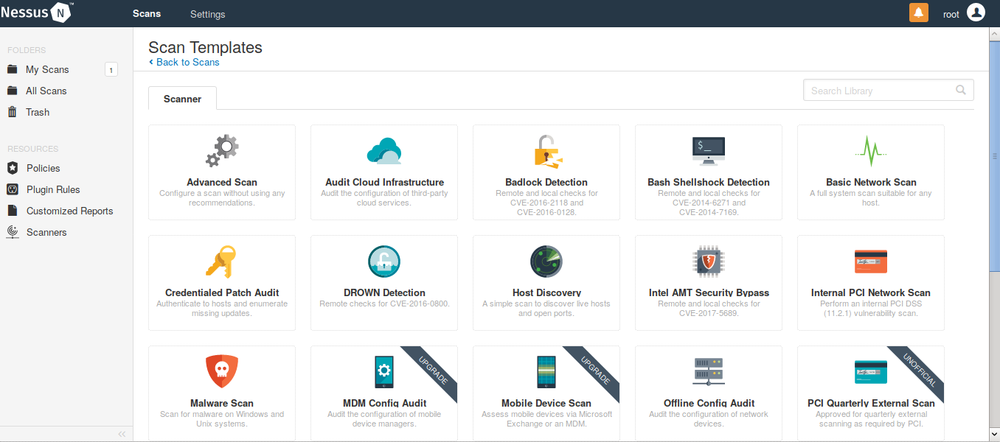 Nessus N ™
Scans
Settings
root
FOLDERS
My Scans
1
All Scans
Trash
RESOURCES
Policies
Plugin Rules
Customized Reports
Scanners
Scan Templates
Back to Scans
Scanner
Search Library
Advanced Scan
Configure a scan without using any
recommendations.
Audit Cloud Infrastructure
Audit the configuration of third-party
cloud services.
Badlock Detection
Remote and local checks for
CVE-2016-2118 and
CVE-2016-0128.
$_
Bash Shellshock Detection
Remote and local checks for
CVE-2014-6271 and
CVE-2014-7169.
Basic Network Scan
A full system scan suitable for any
host.
Credentialed Patch Audit
Authenticate to hosts and enumerate
missing updates.
DROWN Detection
Remote checks for CVE-2016-0800.
Host Discovery
A simple scan to discover live hosts
and open ports.
Intel AMT Security Bypass
Remote and local checks for
CVE-2017-5689.
Internal PCI Network Scan
Perform an internal PCI DSS
(11.2.1) vulnerability scan.
Malware Scan
Scan for malware on Windows and
Unix systems.
UPGRADE
MDM Config Audit
Audit the configuration of mobile
device managers.
UPGRADE
Mobile Device Scan
Assess mobile devices via Microsoft
Exchange or an MDM.
Offline Config Audit
Audit the configuration of network
devices.
UNOFFICIAL
PCI Quarterly External Scan
Approved for quarterly external
scanning as required by PCI.